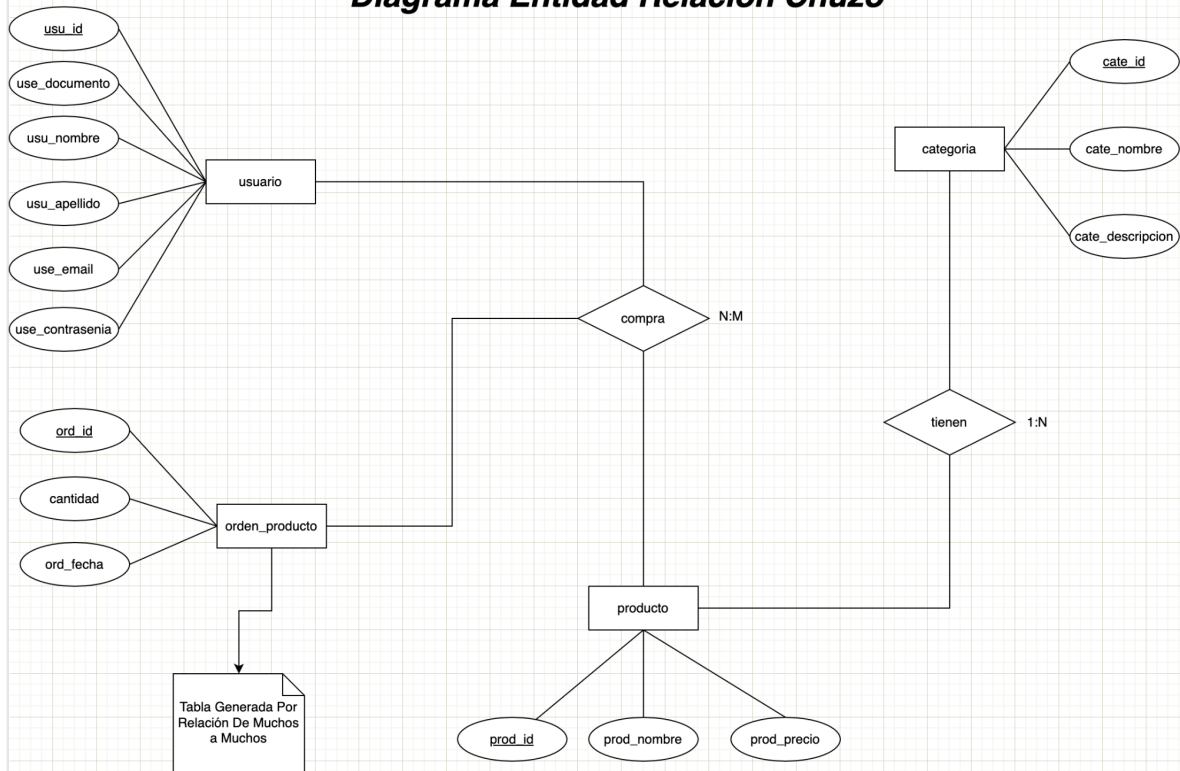 Diagrama Entidad Relación Chuzo
usu_id
use_documento
usu_nombre
usu_apellido
use_email
use_contrasenia
usuario
cate_id
cate_nombre
cate_descripcion
categoria
compra
N:M
tienen
1:N
ord_id
cantidad
ord_fecha
orden_producto
producto
prod_id
prod_nombre
prod_precio
Tabla Generada Por
Relación De Muchos
a Muchos